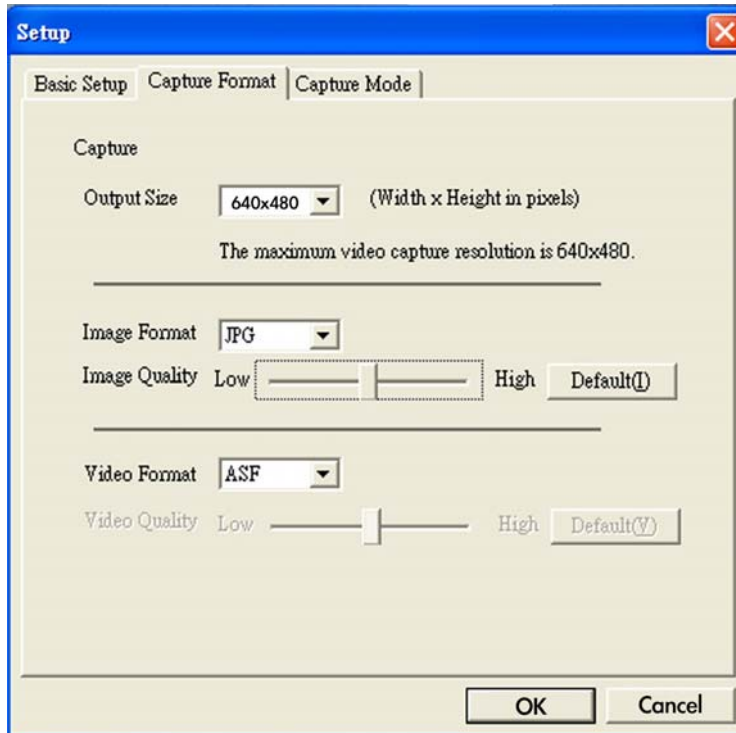 Setup
Basic Setup Capture Format Capture Mode
Capture
Output Size 640x480 (Width x Height in pixels)
The maximum video capture resolution is 640x480.
Image Format JPG
Image Quality Low High Default(I)
Video Format ASF
Video Quality Low High Default(V)
OK Cancel